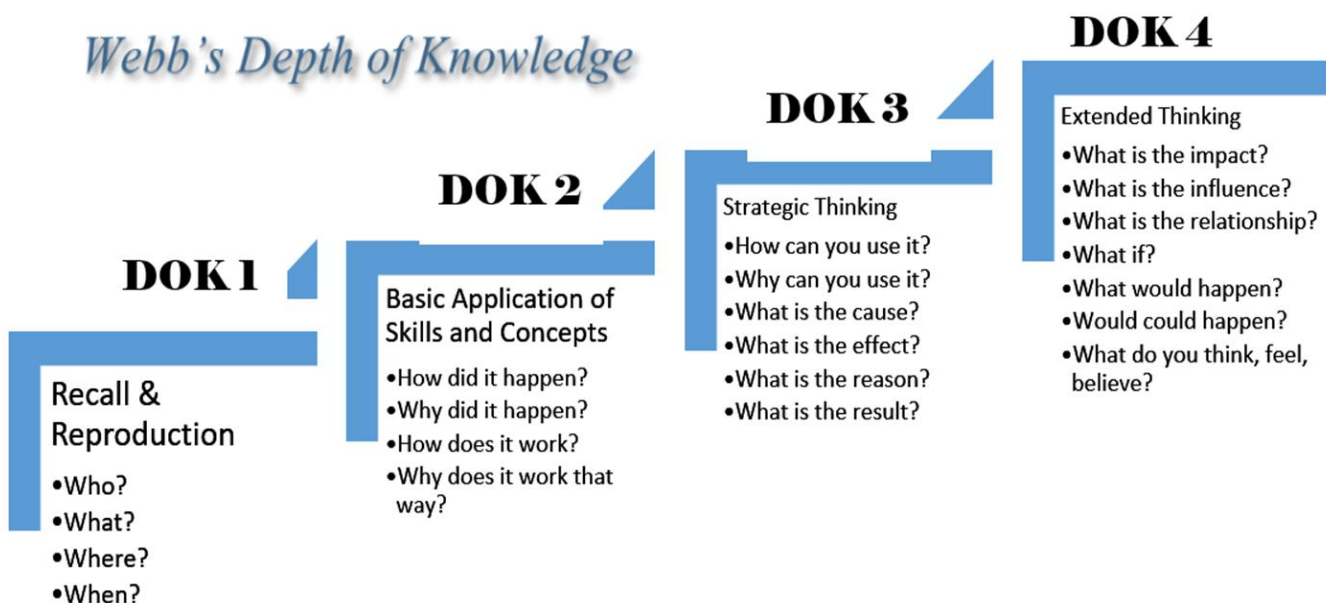 Webb's Depth of Knowledge
DOK 1
Recall &
Reproduction
•Who?
•What?
•Where?
•When?
DOK 2
Basic Application of
Skills and Concepts
•How did it happen?
•Why did it happen?
•How does it work?
•Why does it work that
way?
DOK 3
Strategic Thinking
•How can you use it?
•Why can you use it?
•What is the cause?
•What is the effect?
•What is the reason?
•What is the result?
DOK 4
Extended Thinking
•What is the impact?
•What is the influence?
•What is the relationship?
•What if?
•What would happen?
•Would could happen?
•What do you think, feel,
believe?